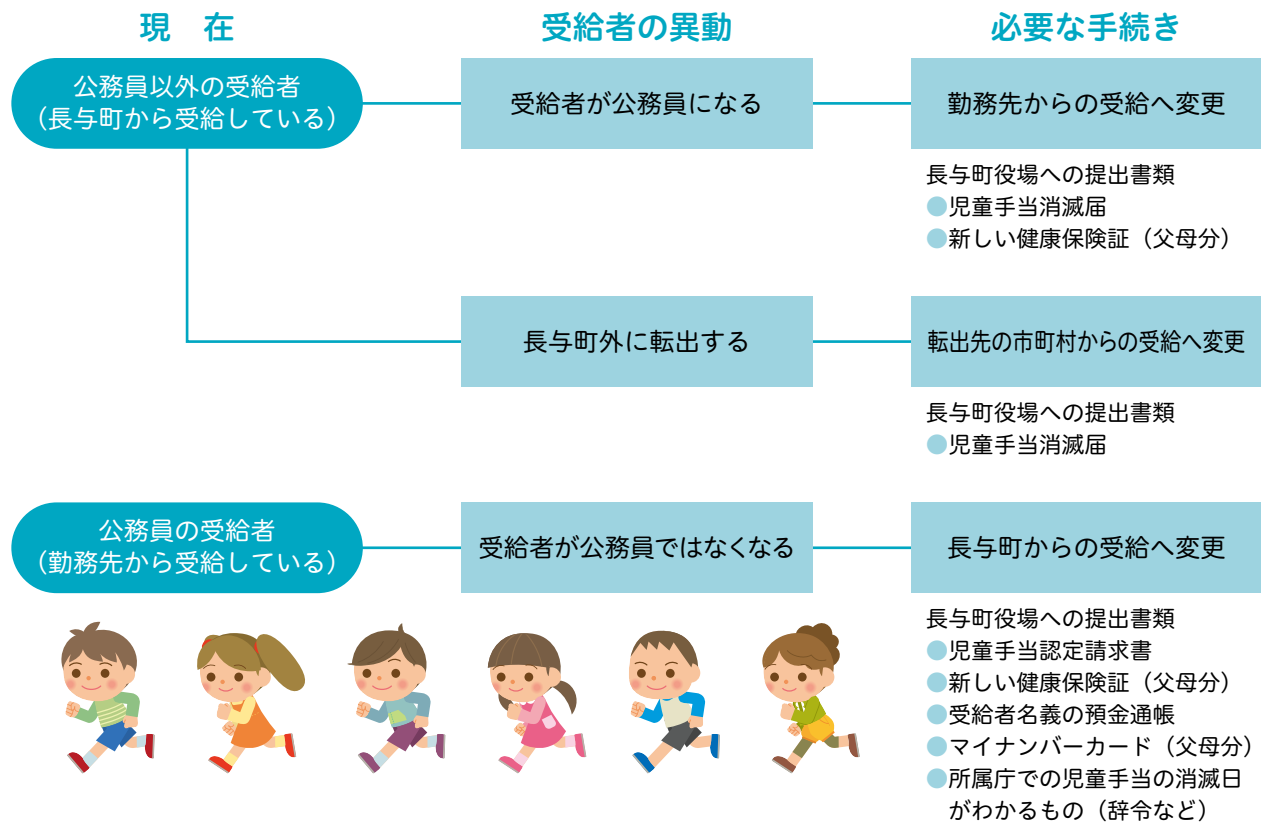 現　在
受給者の異動
必要な手続き
公務員以外の受給者
（長与町から受給している）
受給者が公務員になる
勤務先からの受給へ変更
長与町役場への提出書類
●児童手当消滅届
●新しい健康保険証（父母分）
長与町外に転出する
転出先の市町村からの受給へ変更
長与町役場への提出書類
●児童手当消滅届
公務員の受給者
（勤務先から受給している）
受給者が公務員ではなくなる
長与町からの受給へ変更
長与町役場への提出書類
●児童手当認定請求書
●新しい健康保険証（父母分）
●受給者名義の預金通帳
●マイナンバーカード（父母分）
●所属庁での児童手当の消滅日
がわかるもの（辞令など）